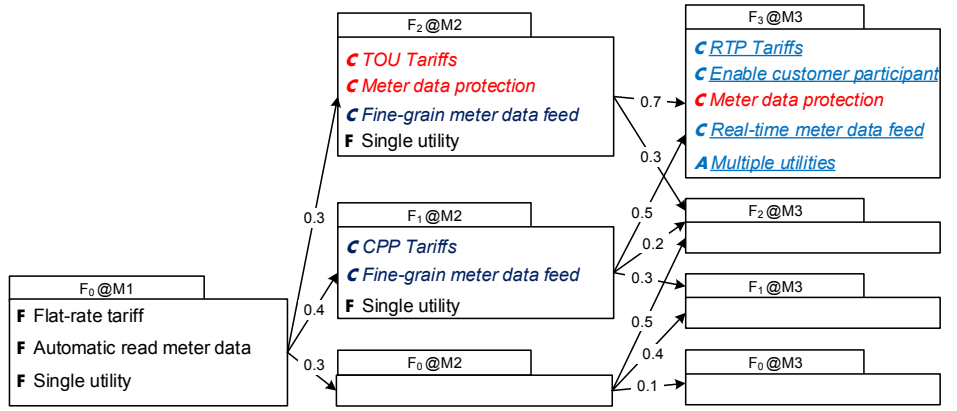 F₀@M1
F Flat-rate tariff
F Automatic read meter data
F Single utility
0.3
0.4
0.3
F₂@M2
C TOU Tariffs
C Meter data protection
C Fine-grain meter data feed
F Single utility
F₁@M2
C CPP Tariffs
C Fine-grain meter data feed
F Single utility
F₀@M2
0.7
0.3
0.5
0.2
0.3
0.5
0.4
0.1
F₃@M3
C RTP Tariffs
C Enable customer participant
C Meter data protection
C Real-time meter data feed
A Multiple utilities
F₂@M3
F₁@M3
F₀@M3